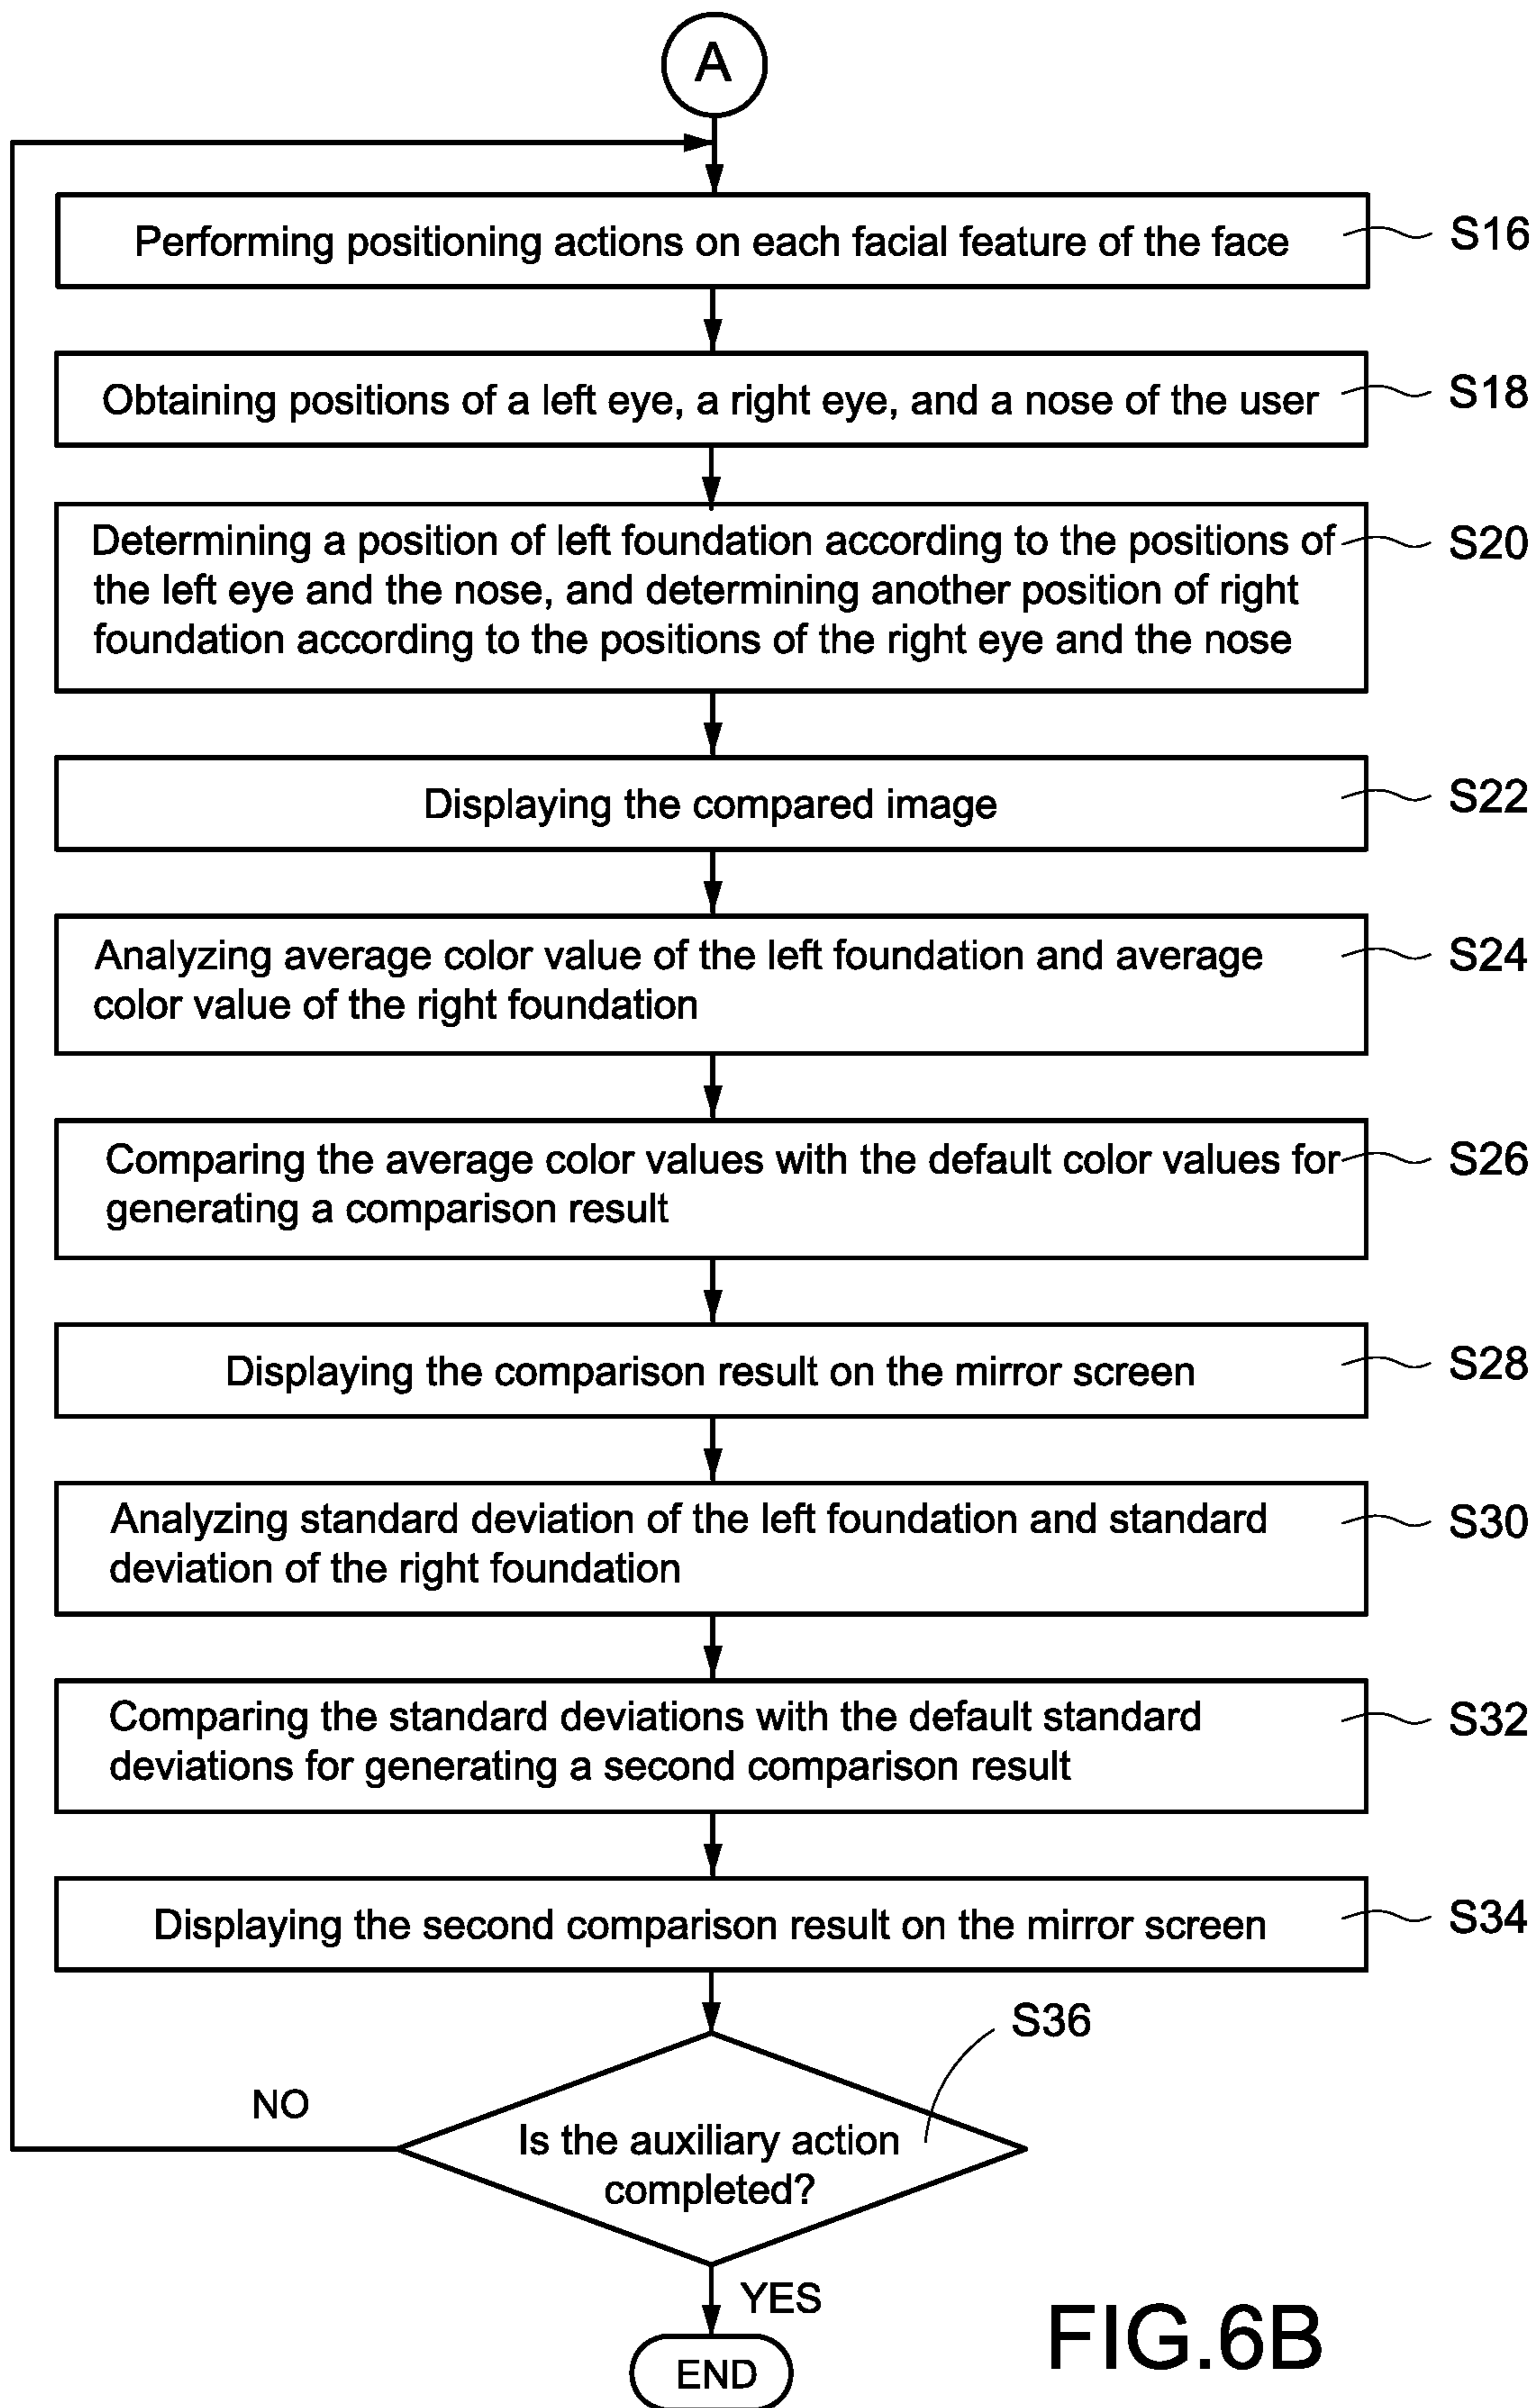 A
Performing positioning actions on each facial feature of the face
S16
Obtaining positions of a left eye, a right eye, and a nose of the user
S18
Determining a position of left foundation according to the positions of
the left eye and the nose, and determining another position of right
foundation according to the positions of the right eye and the nose
S20
Displaying the compared image
S22
Analyzing average color value of the left foundation and average
color value of the right foundation
S24
Comparing the average color values with the default color values for
generating a comparison result
S26
Displaying the comparison result on the mirror screen
S28
Analyzing standard deviation of the left foundation and standard
deviation of the right foundation
S30
Comparing the standard deviations with the default standard
deviations for generating a second comparison result
S32
Displaying the second comparison result on the mirror screen
S34
S36
NO
Is the auxiliary action
completed?
YES
END
FIG.6B